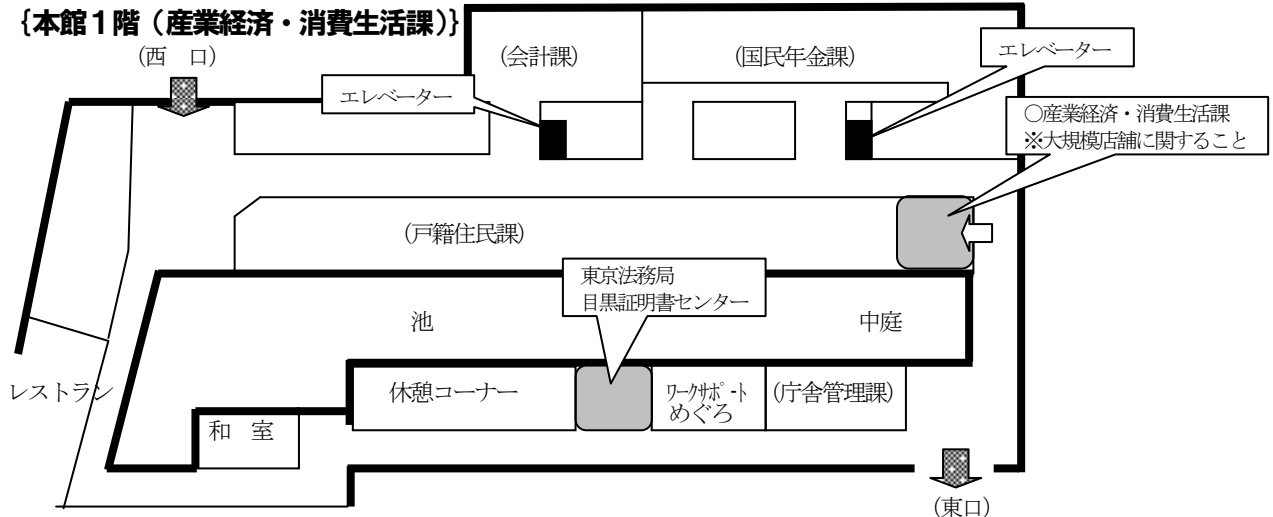 {本館１階（産業経済・消費生活課）}
(西　口)
(会計課)
(国民年金課)
エレベーター
エレベーター
○産業経済・消費生活課
※大規模店舗に関すること
(戸籍住民課)
東京法務局
目黒証明書センター
池
中庭
レストラン
休憩コーナー
ﾜｰｸｻﾎﾟｰﾄ
めぐろ
(庁舎管理課)
和　室
(東口)